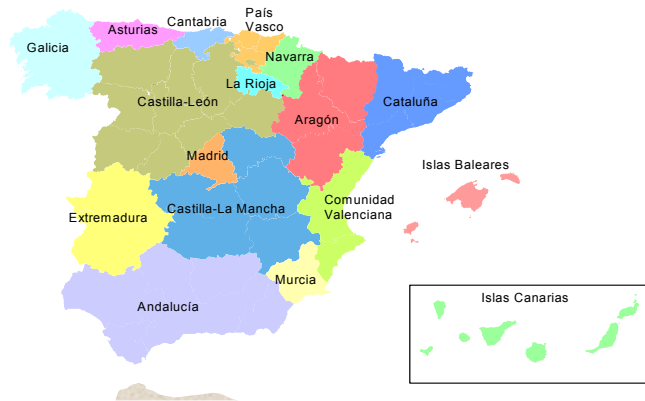 País
Vasco
Cantabria
Asturias
Galicia
Navarra
La Rioja
Castilla-León
Cataluña
Aragón
Madrid
Islas Baleares
Castilla-La Mancha
Comunidad
Valenciana
Extremadura
Murcia
Islas Canarias
Andalucía